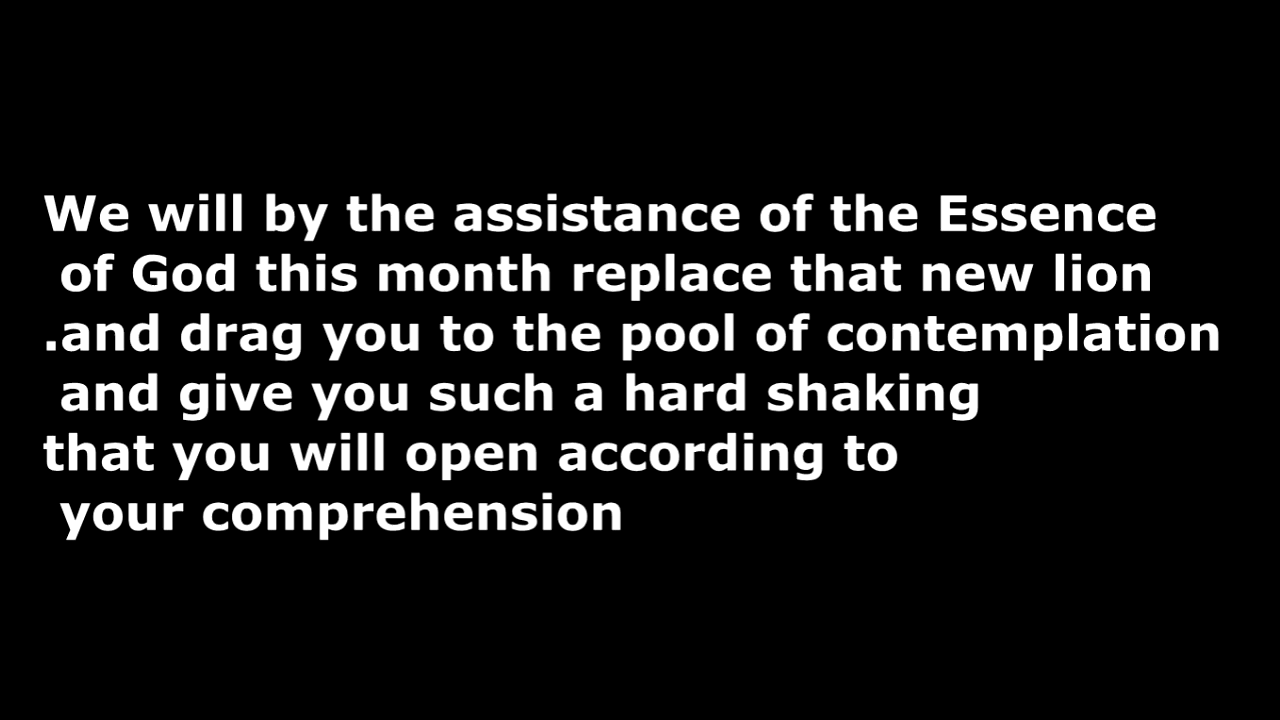 We will by the assistance of the Essence
of God this month replace that new lion
.and drag you to the pool of contemplation
and give you such a hard shaking
that you will open according to
your comprehension